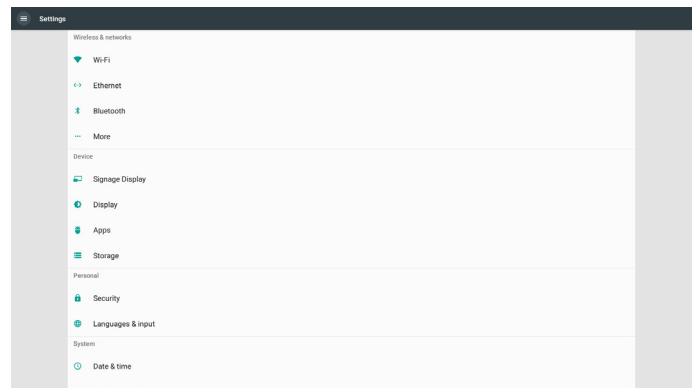 Settings
Wireless & networks
Wi-Fi
Ethernet
Bluetooth
More
Device
Signage Display
Display
Apps
Storage
Personal
Security
Languages & input
System
Date & time